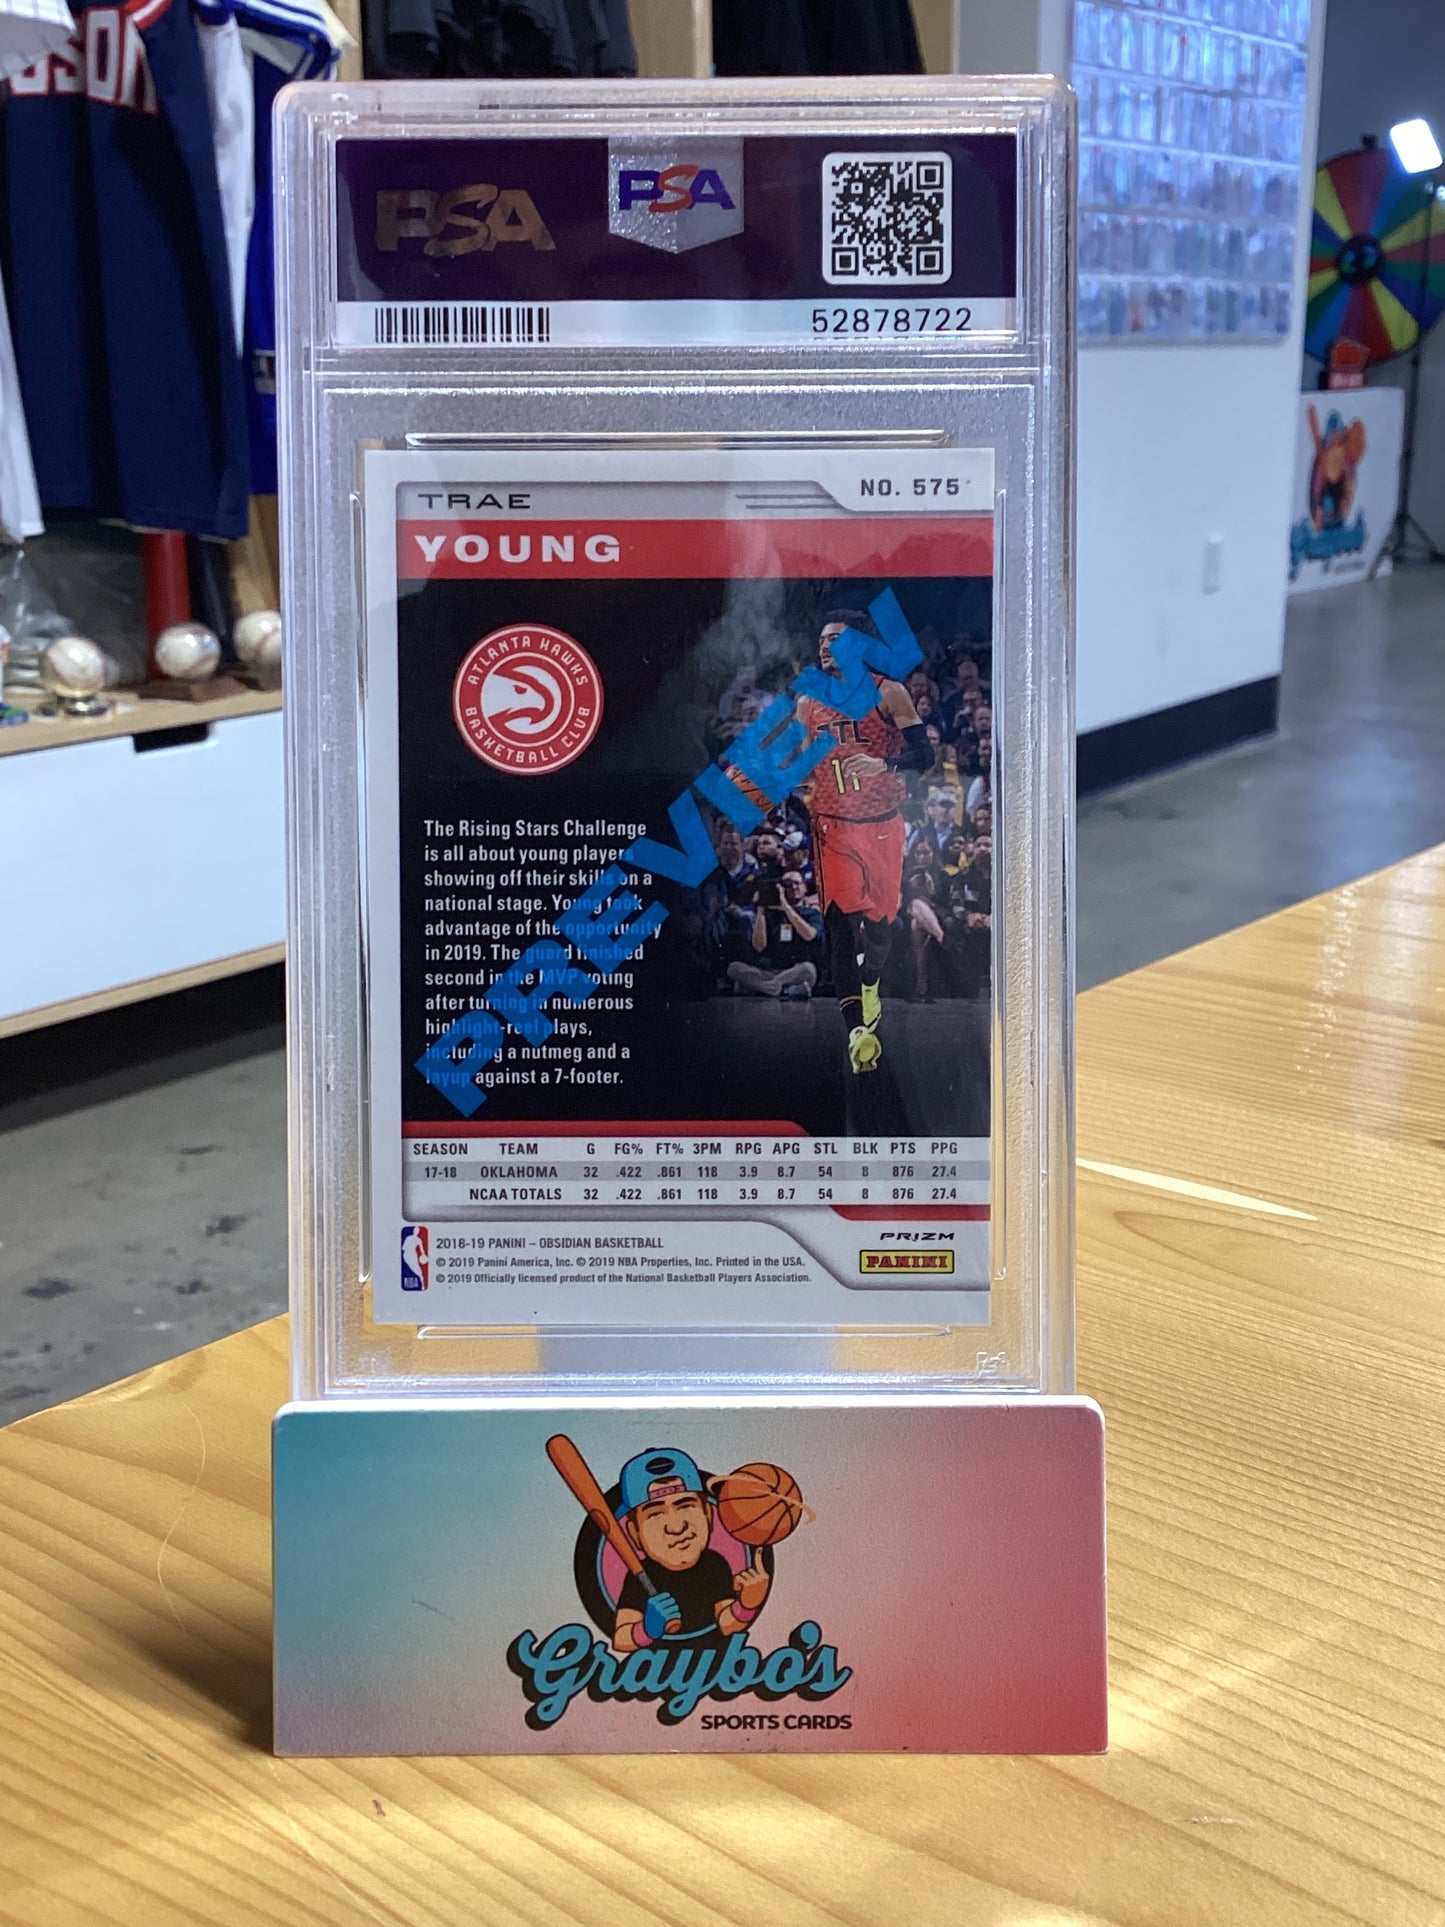 USON
PSA
PSA
52878722
TRAE
NO. 575
YOUNG
ATLANTA HAWKS
BASKETBALL CLUB
ATL
11
PREVIEW
The Rising Stars Challenge
is all about young players
showing off their skills on a
national stage. Young took
advantage of the opportunity
in 2019. The guard finished
second in the MVP voting
after turning in numerous
highlight-reel plays,
including a nutmeg and a
layup against a 7-footer.
SEASON TEAM G FG% FT% 3PM RPG APG STL BLK PTS PPG
17-18 OKLAHOMA 32 .422 .861 118 3.9 8.7 54 8 876 27.4
NCAA TOTALS 32 .422 .861 118 3.9 8.7 54 8 876 27.4
NBA
2018-19 PANINI – OBSIDIAN BASKETBALL
© 2019 Panini America, Inc. © 2019 NBA Properties, Inc. Printed in the USA.
© 2019 Officially licensed product of the National Basketball Players Association.
PRIZM
PANINI
Graybo's
Graybo's
SPORTS CARDS